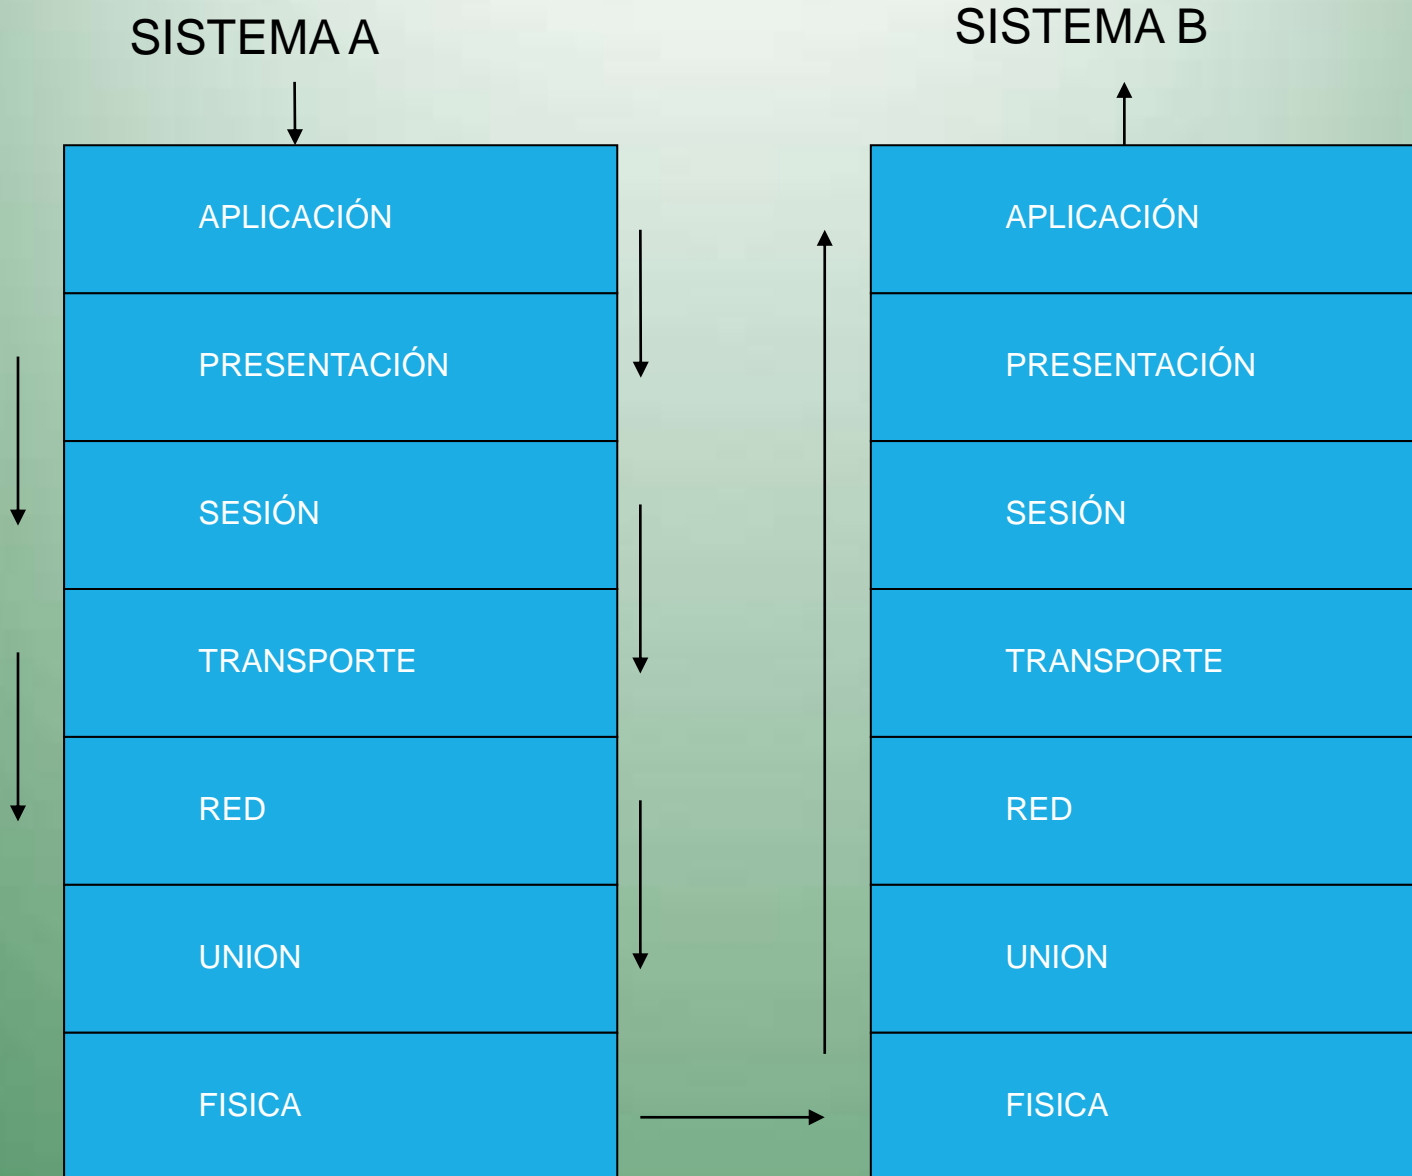 SISTEMA A
APLICACIÓN
PRESENTACIÓN
SESIÓN
TRANSPORTE
RED
UNION
FISICA
SISTEMA B
APLICACIÓN
PRESENTACIÓN
SESIÓN
TRANSPORTE
RED
UNION
FISICA